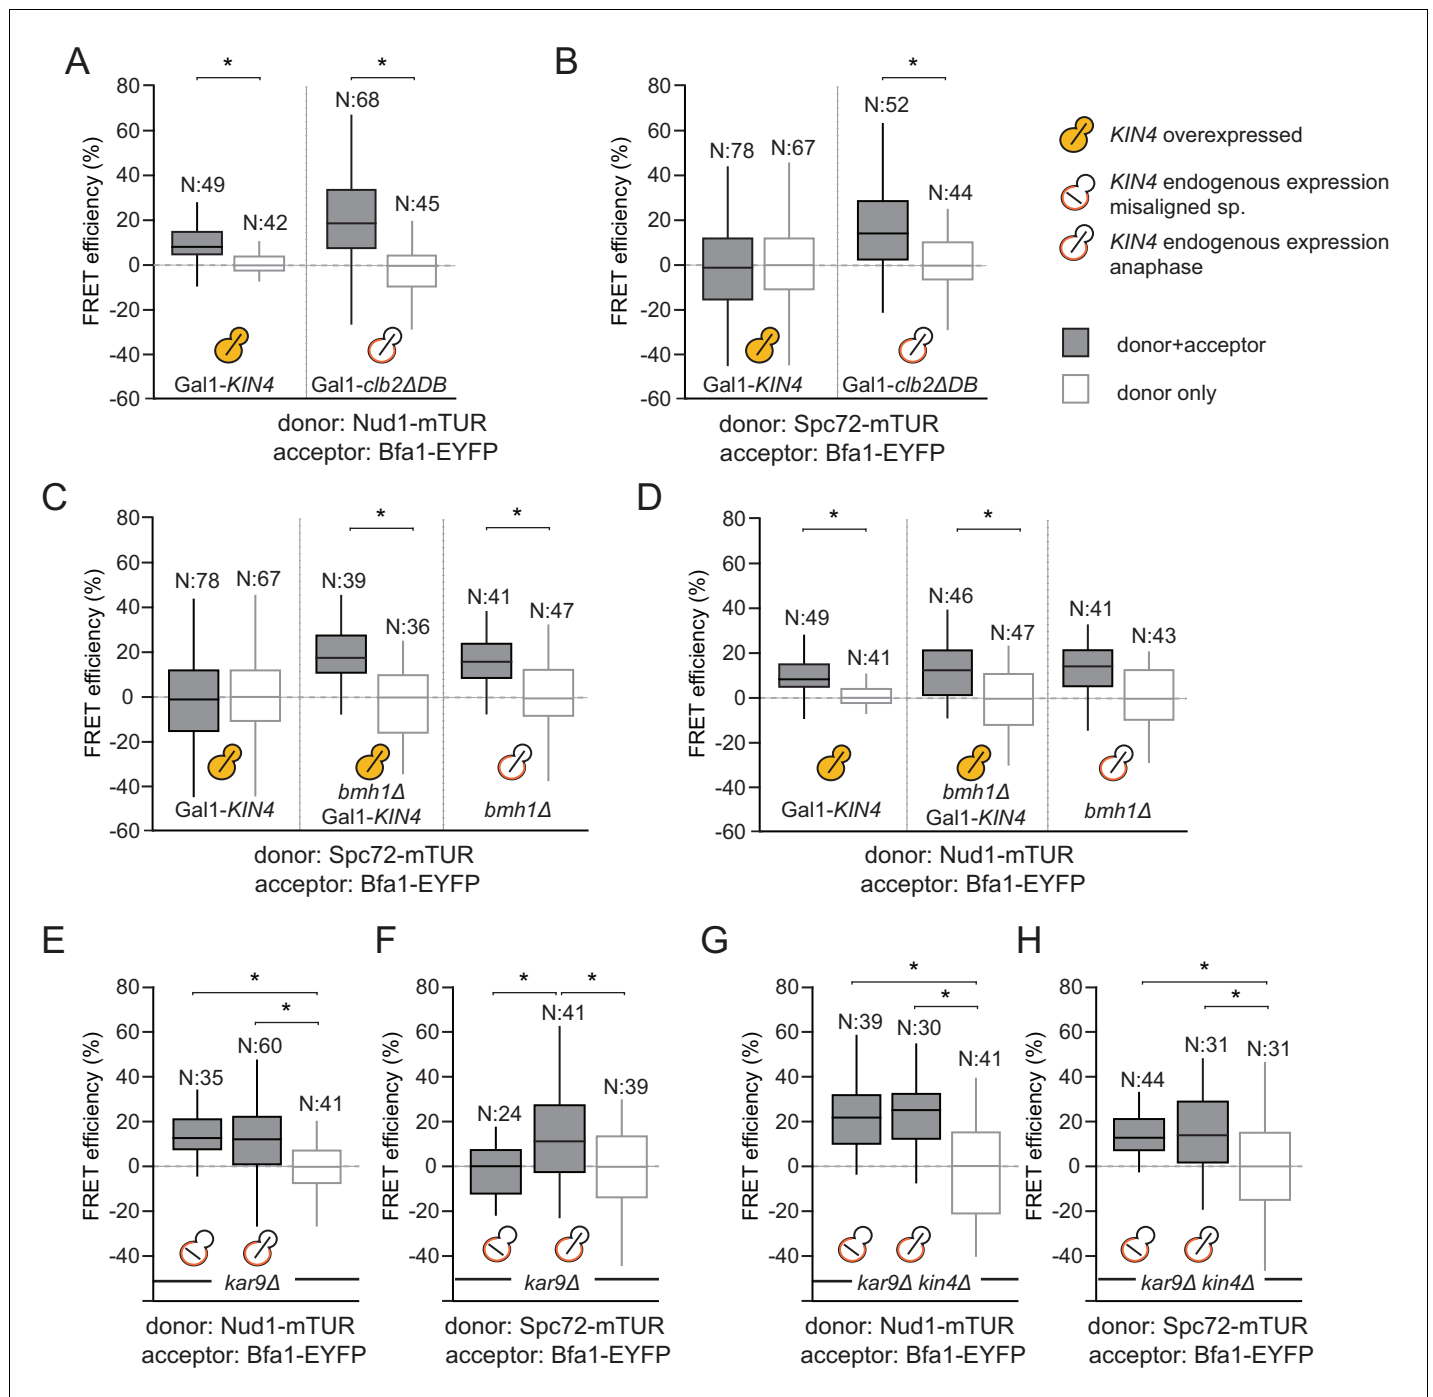 A
*
*
80
60
40
20
0
-20
-40
-60
FRET efficiency (%)
N:49
N:42
N:68
N:45
Gal1-KIN4
Gal1-clb2ΔDB
donor: Nud1-mTUR
acceptor: Bfa1-EYFP
B
*
80
60
40
20
0
-20
-40
-60
FRET efficiency (%)
N:78
N:67
N:52
N:44
Gal1-KIN4
Gal1-clb2ΔDB
donor: Spc72-mTUR
acceptor: Bfa1-EYFP
KIN4 overexpressed
KIN4 endogenous expression
misaligned sp.
KIN4 endogenous expression
anaphase
donor+acceptor
donor only
C
*
*
80
60
40
20
0
-20
-40
-60
FRET efficiency (%)
N:78
N:67
N:39
N:36
N:41
N:47
Gal1-KIN4
bmh1Δ
Gal1-KIN4
bmh1Δ
donor: Spc72-mTUR
acceptor: Bfa1-EYFP
D
*
*
80
60
40
20
0
-20
-40
-60
FRET efficiency (%)
N:49
N:41
N:46
N:47
N:41
N:43
Gal1-KIN4
bmh1Δ
Gal1-KIN4
bmh1Δ
donor: Nud1-mTUR
acceptor: Bfa1-EYFP
E
*
*
80
60
40
20
0
-20
-40
FRET efficiency (%)
N:35
N:60
N:41
kar9Δ
donor: Nud1-mTUR
acceptor: Bfa1-EYFP
F
*
*
80
60
40
20
0
-20
-40
FRET efficiency (%)
N:24
N:41
N:39
kar9Δ
donor: Spc72-mTUR
acceptor: Bfa1-EYFP
G
*
*
80
60
40
20
0
-20
-40
FRET efficiency (%)
N:39
N:30
N:41
kar9Δ kin4Δ
donor: Nud1-mTUR
acceptor: Bfa1-EYFP
H
*
*
80
60
40
20
0
-20
-40
FRET efficiency (%)
N:44
N:31
N:31
kar9Δ kin4Δ
donor: Spc72-mTUR
acceptor: Bfa1-EYFP